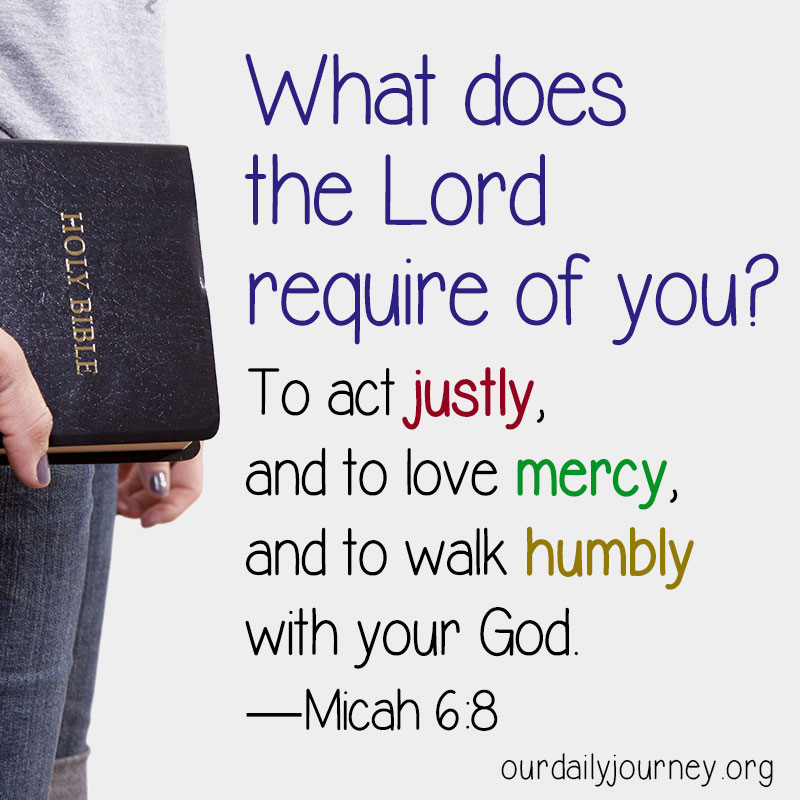 HOLY BIBLE
What does
the Lord
require of you?
To act justly,
and to love mercy,
and to walk humbly
with your God.
—Micah 6:8
ourdailyjourney.org